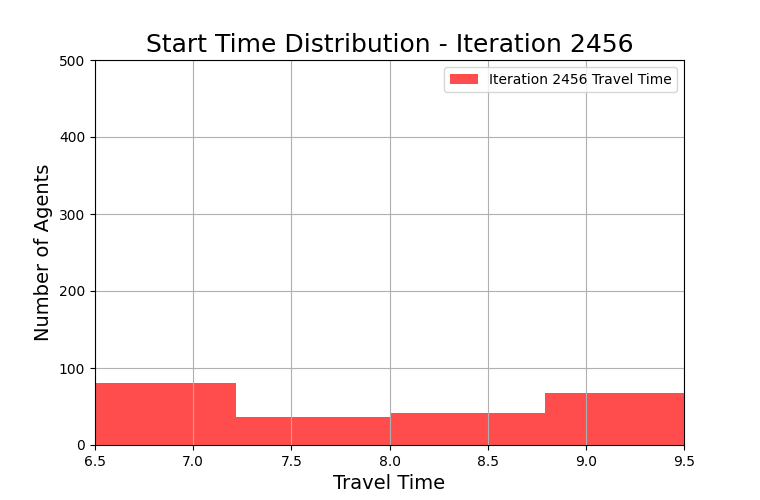 Start Time Distribution - Iteration 2456
Iteration 2456 Travel Time
Number of Agents
500
400
300
200
100
0
6.5 7.0 7.5 8.0 8.5 9.0 9.5
Travel Time